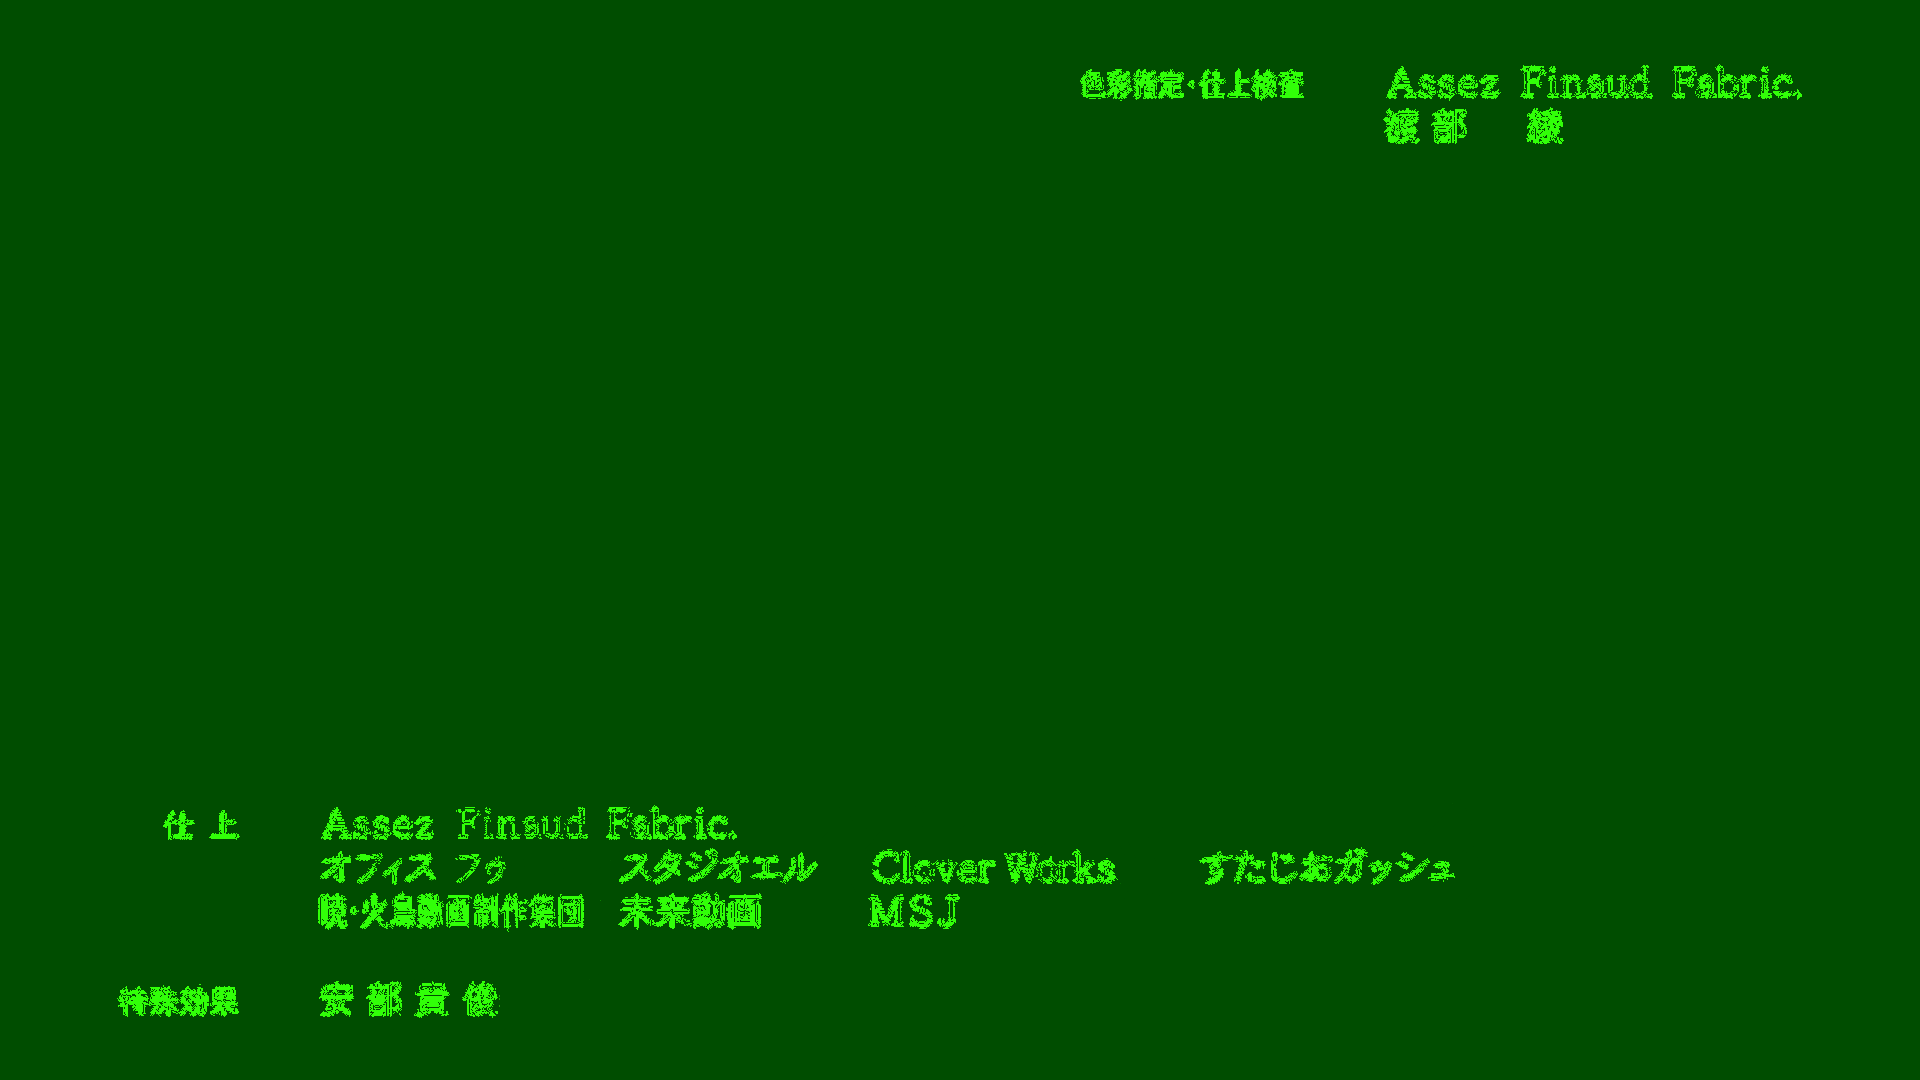 色彩指定・仕上検査 Assez Finaud Fabric.
渡部 綾
仕上 Assez Finaud Fabric.
オフィス フゥ スタジオエル Clover Works すたじおガッシュ
暁・火鳥動画制作集団 未来動画 MSJ
特殊効果 安部貴俊